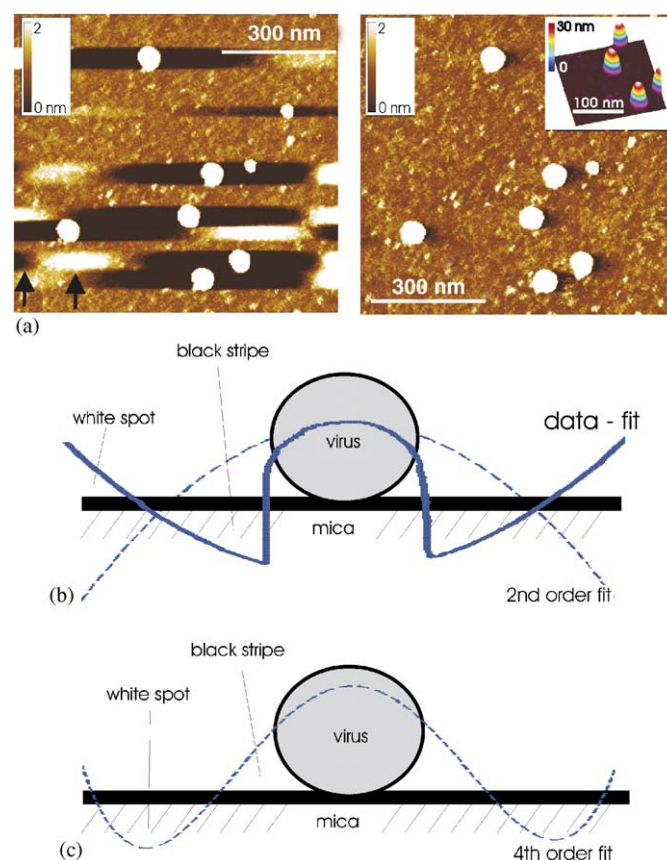 2
0 nm
300 nm
2
0 nm
300 nm
30 nm
0
100 nm
(a)
black stripe
white spot
data - fit
virus
mica
2nd order fit
(b)
black stripe
white spot
virus
mica
4th order fit
(c)